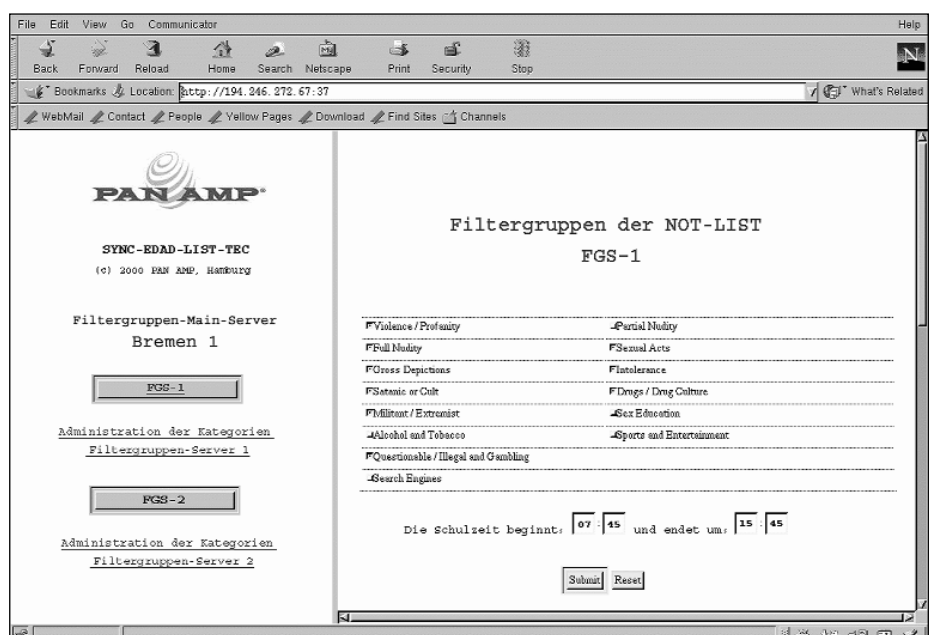 File Edit View Go Communicator Help
Back Forward Reload Home Search Netscape Print Security Stop
Bookmarks Location: http://194.246.272.67:37 What's Related
WebMail Contact People Yellow Pages Download Find Sites Channels
PAN AMP®
SYNC-EDAD-LIST-TEC
(c) 2000 PAN AMP, Hamburg
Filtergruppen-Main-Server
Bremen 1
FGS-1
Administration der Kategorien
Filtergruppen-Server 1
FGS-2
Administration der Kategorien
Filtergruppen-Server 2
Filtergruppen der NOT-LIST
FGS-1
Violence / Profanity Partial Nudity
Full Nudity Sexual Acts
Gross Depictions Intolerance
Satanic or Cult Drugs / Drug Culture
Militant / Extremist Sex Education
Alcohol and Tobacco Sports and Entertainment
Questionable / Illegal and Gambling
Search Engines
Die Schulzeit beginnt: 07 : 45 und endet um: 15 : 45
Submit Reset